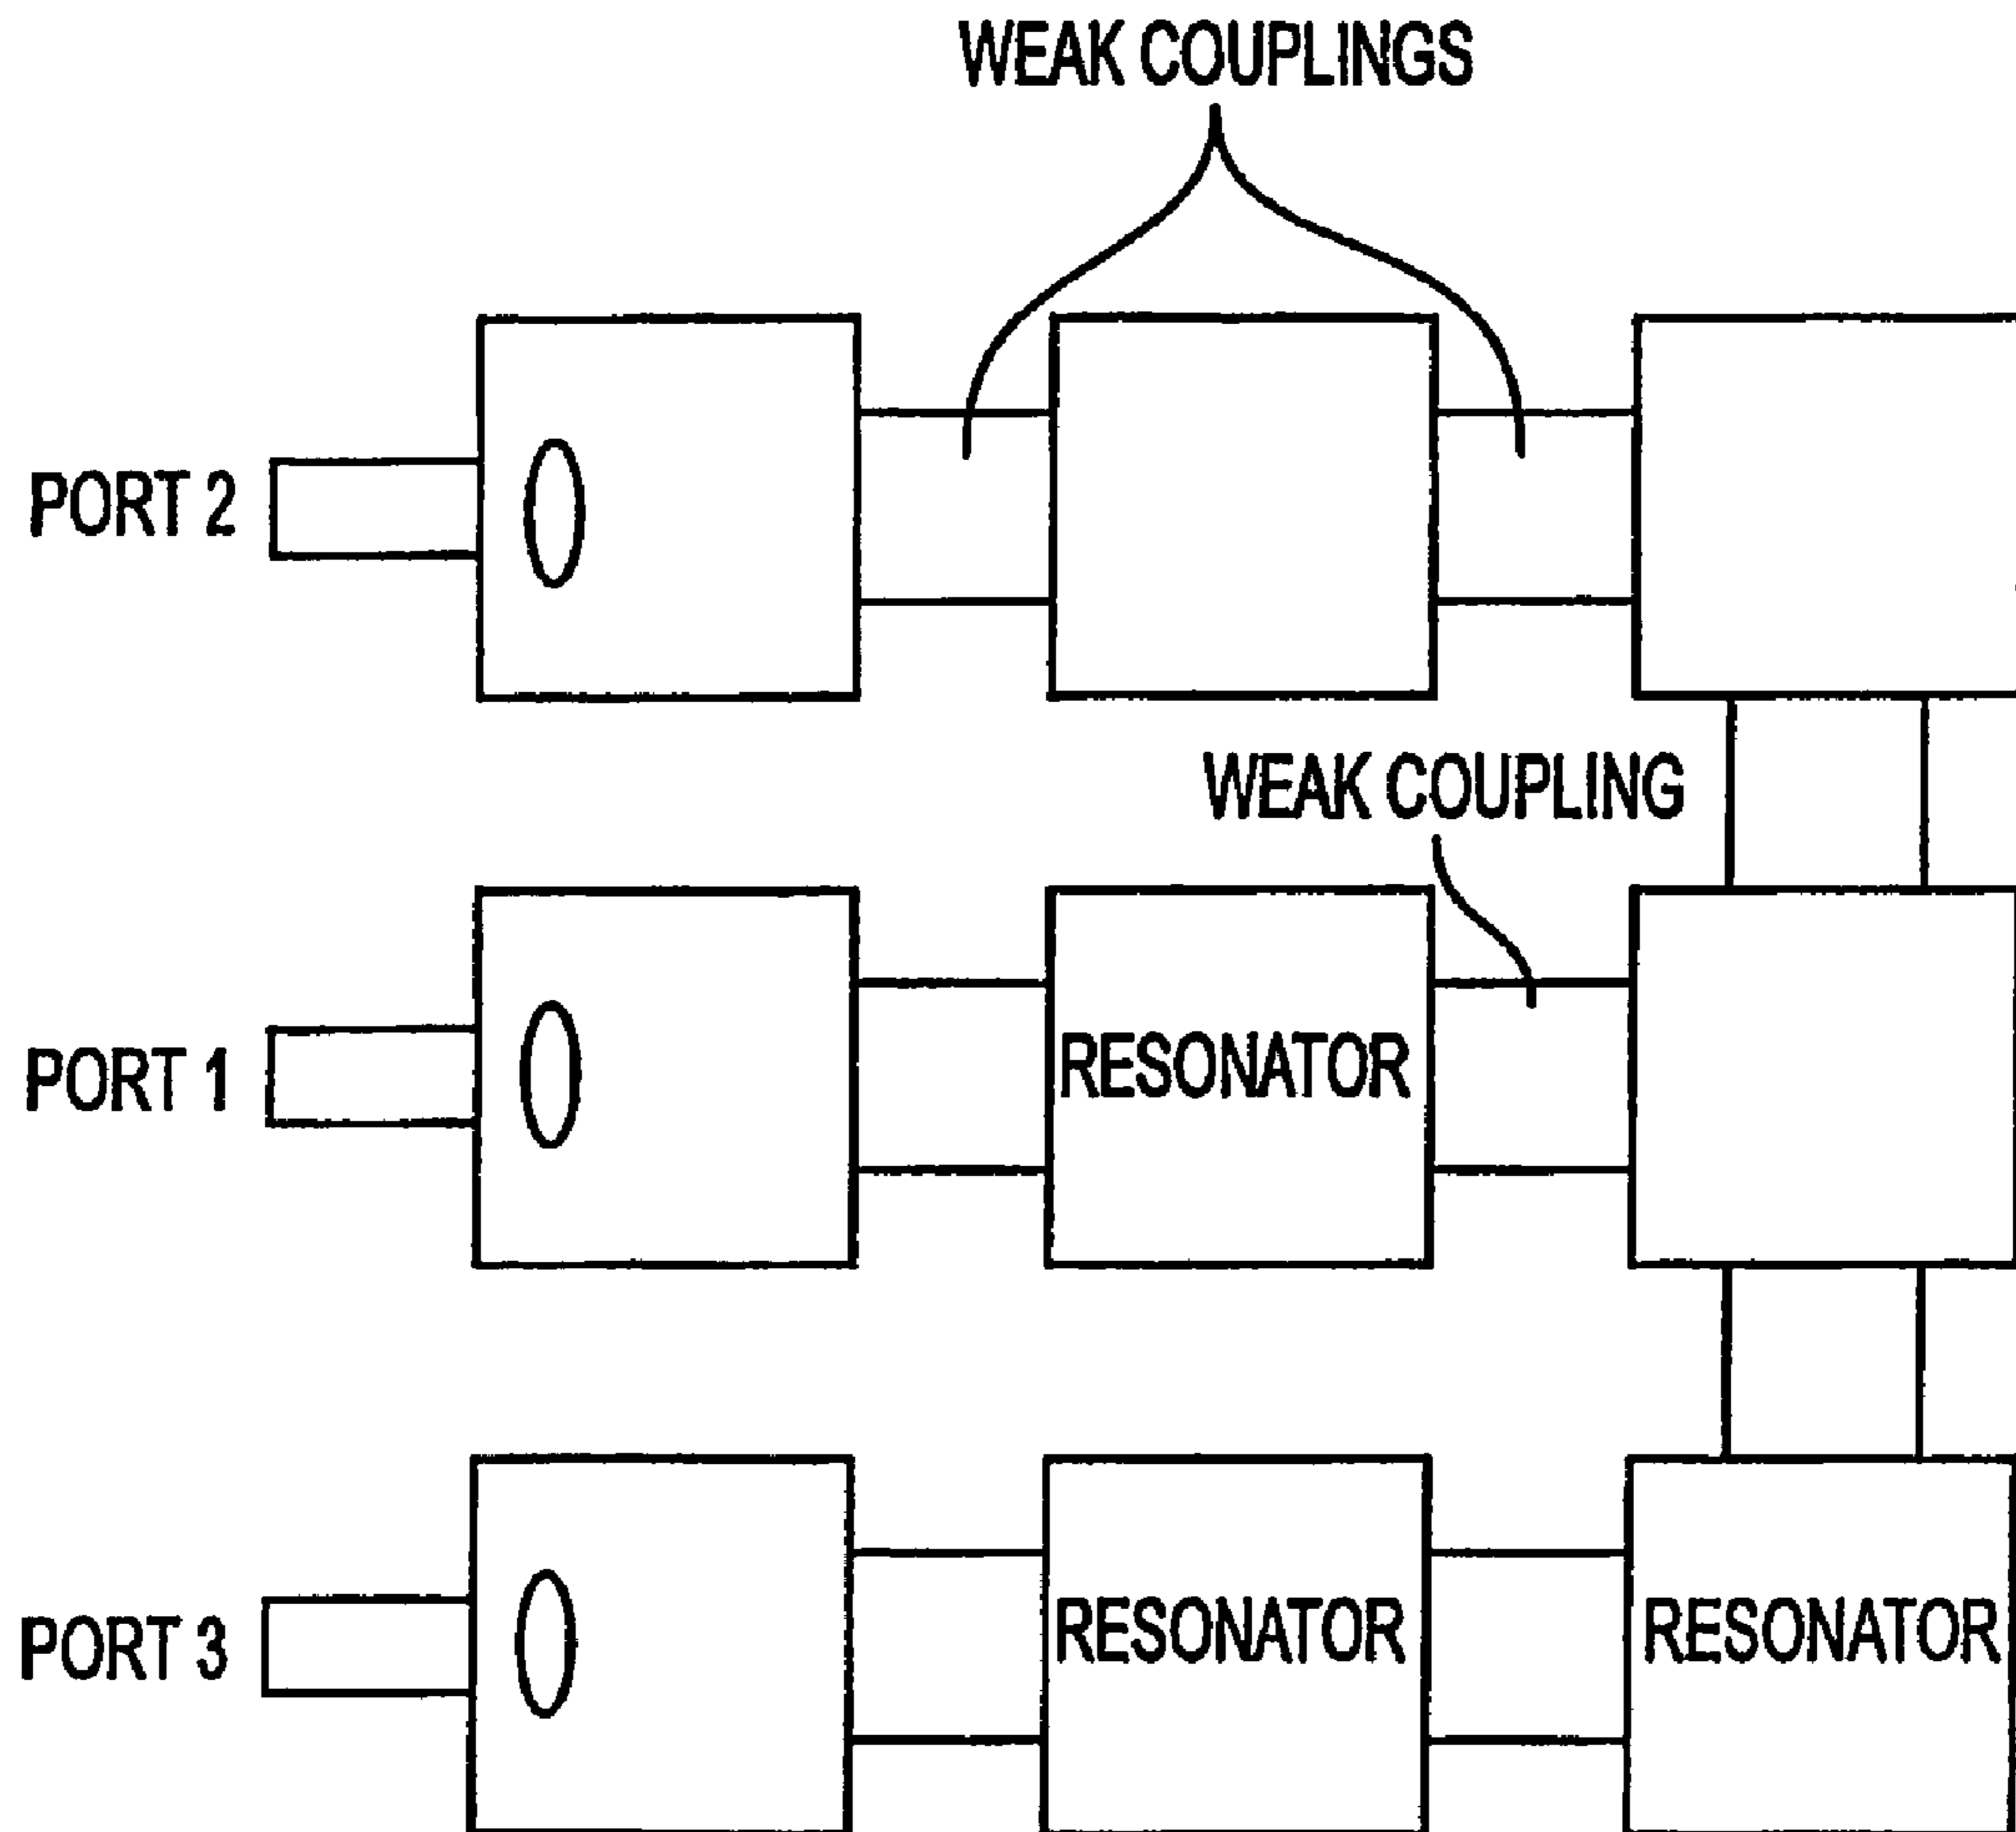 WEAK COUPLINGS
PORT 2
WEAK COUPLING
PORT 1
RESONATOR
PORT 3
RESONATOR
RESONATOR